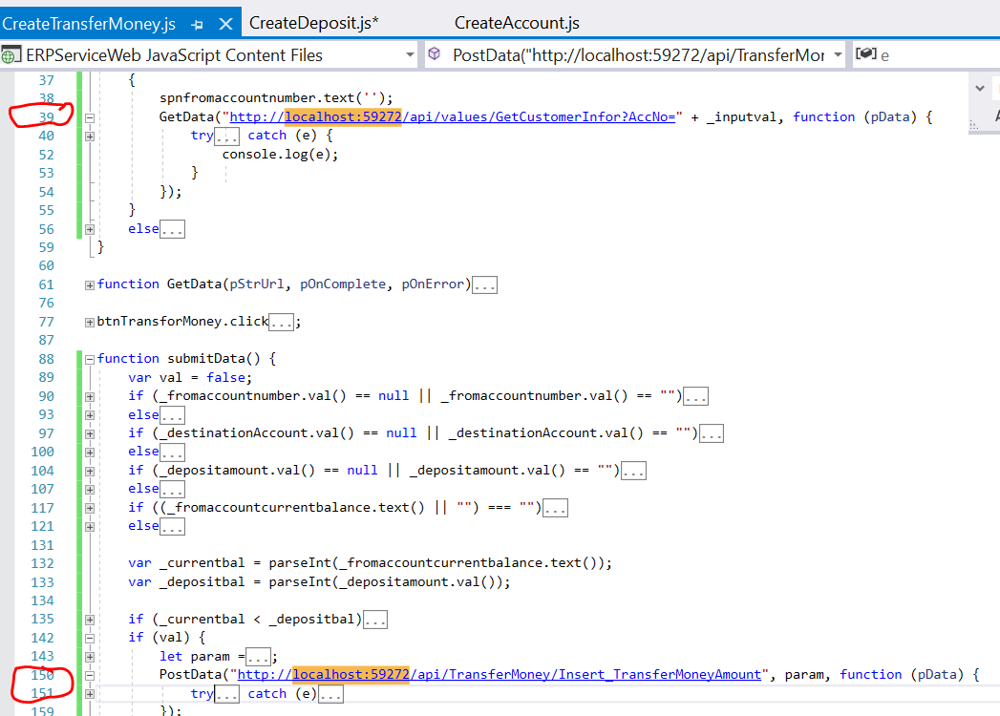 CreateTransferMoney.js CreateDeposit.js* CreateAccount.js
ERPServiceWeb JavaScript Content Files PostData("http://localhost:59272/api/TransferMor e
37 {
38 spnfromaccountnumber.text('');
39 GetData("http://localhost:59272/api/values/GetCustomerInfor?AccNo=" + _inputval, function (pData) {
40 try... catch (e) {
52 console.log(e);
53 }
54 });
55 }
56 else...
59 }
60
61 function GetData(pStrUrl, pOnComplete, pOnError)...
76
77 btnTransforMoney.click...;
87
88 function submitData() {
89 var val = false;
90 if (_fromaccountnumber.val() == null || _fromaccountnumber.val() == "")...
93 else...
97 if (_destinationAccount.val() == null || _destinationAccount.val() == "")...
100 else...
104 if (_depositamount.val() == null || _depositamount.val() == "")...
107 else...
117 if ((_fromaccountcurrentbalance.text() || "") === "")...
121 else...
131
132 var _currentbal = parseInt(_fromaccountcurrentbalance.text());
133 var _depositbal = parseInt(_depositamount.val());
134
135 if (_currentbal < _depositbal)...
142 if (val) {
143 let param =...;
150 PostData("http://localhost:59272/api/TransferMoney/Insert_TransferMoneyAmount", param, function (pData) {
151 try... catch (e)...
159 });